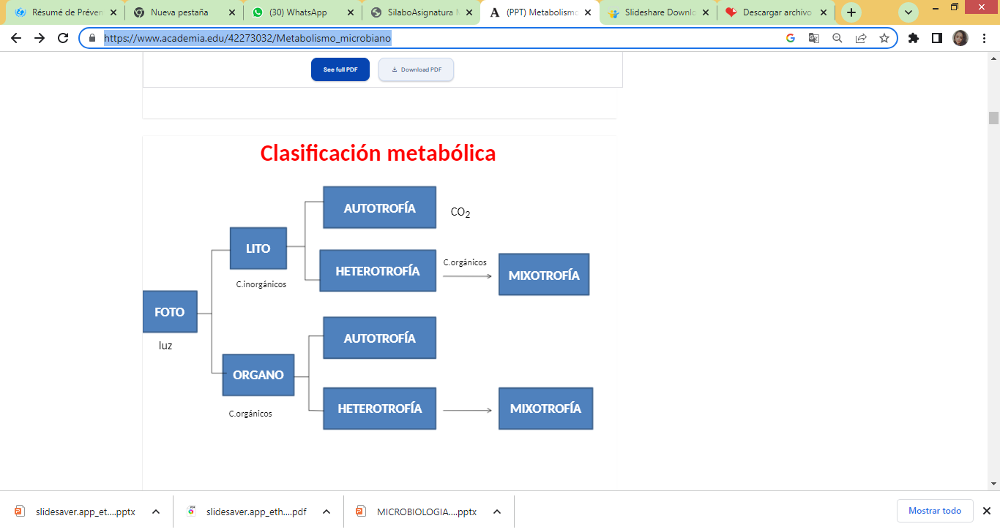 Résumé de Préven
Nueva pestaña
(30) WhatsApp
SilaboAsignatura M
(PPT) Metabolismo
Slideshare Downlo
Descargar archivo
https://www.academia.edu/42273032/Metabolismo_microbiano
See full PDF
Download PDF
Clasificación metabólica
AUTOTROFÍA
CO2
LITO
C.inorgánicos
HETEROTROFÍA
C.orgánicos
MIXOTROFÍA
FOTO
luz
AUTOTROFÍA
ORGANO
C.orgánicos
HETEROTROFÍA
MIXOTROFÍA
slidesaver.app_et....pptx
slidesaver.app_eth....pdf
MICROBIOLOGIA....pptx
Mostrar todo